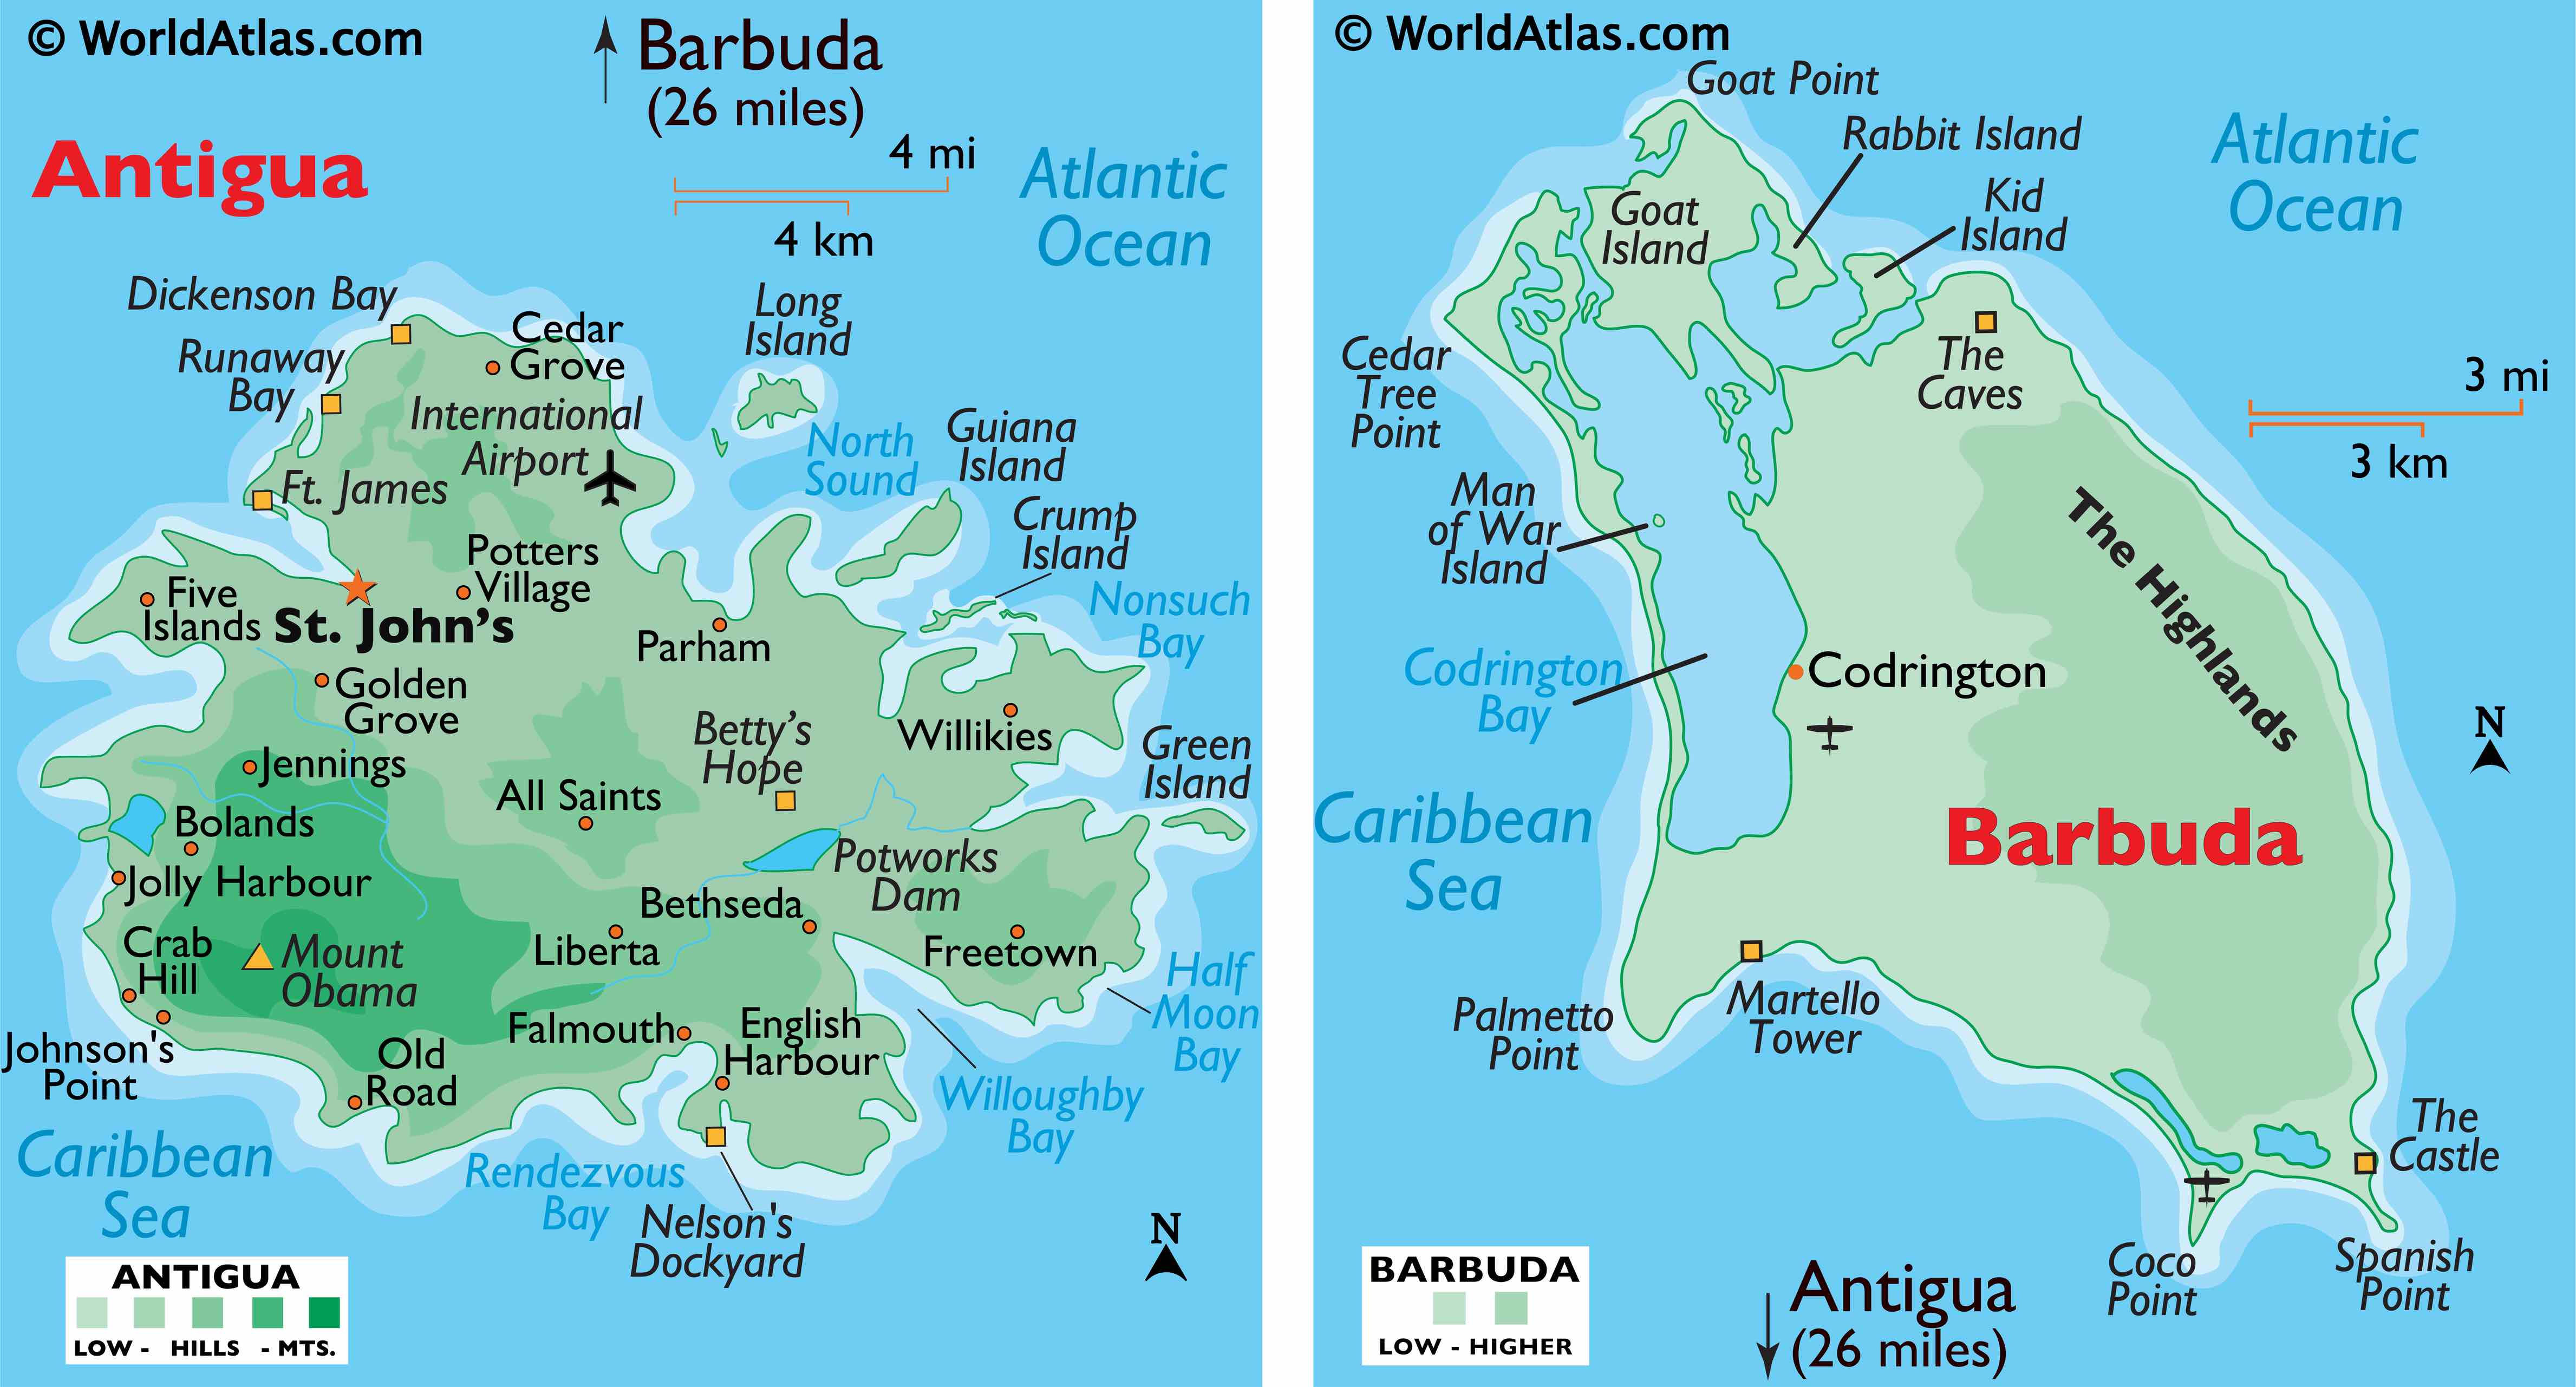 © WorldAtlas.com
Barbuda
(26 miles)
Antigua
4 mi
4 km
Atlantic
Ocean
Dickenson Bay
Runaway
Bay
Cedar
Grove
International
Airport
Ft. James
Long
Island
North
Sound
Guiana
Island
Crump
Island
Nonsuch
Bay
Potters
Village
Five
Islands
St. John's
Parham
Golden
Grove
Willikies
Betty's
Hope
Green
Island
Jennings
All Saints
Bolands
Jolly Harbour
Potworks
Dam
Bethseda
Liberta
Freetown
Crab
Hill
Mount
Obama
Half
Moon
Bay
Falmouth
English
Harbour
Johnson's
Point
Old
Road
Willoughby
Bay
Caribbean
Sea
Rendezvous
Bay
Nelson's
Dockyard
N
ANTIGUA
LOW - HILLS - MTS.
© WorldAtlas.com
Goat Point
Rabbit Island
Kid
Island
Atlantic
Ocean
Goat
Island
Cedar
Tree
Point
The
Caves
3 mi
3 km
Man
of War
Island
The Highlands
Codrington
Bay
Codrington
N
Caribbean
Sea
Barbuda
Palmetto
Point
Martello
Tower
The
Castle
Coco
Point
Spanish
Point
BARBUDA
LOW - HIGHER
Antigua
(26 miles)